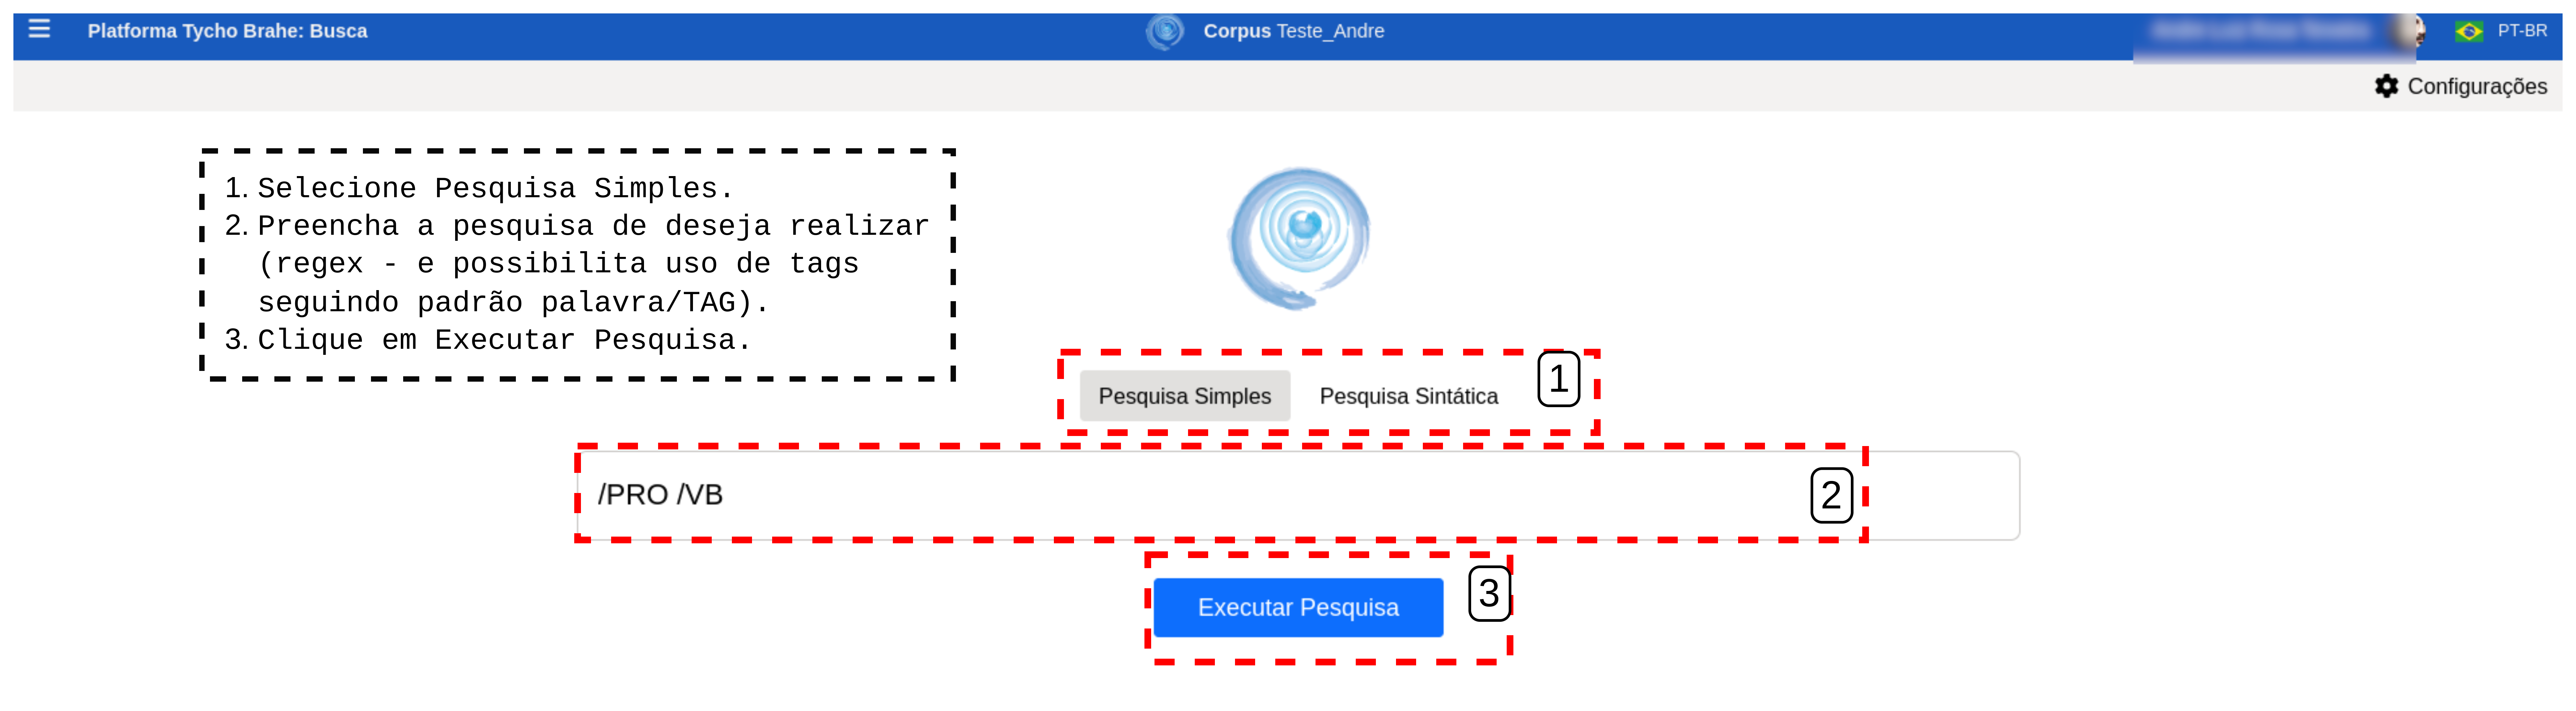 Platforma Tycho Brahe: Busca
Corpus Teste_Andre
PT-BR
Configurações
1. Selecione Pesquisa Simples.
2. Preencha a pesquisa de deseja realizar
(regex - e possibilita uso de tags
seguindo padrão palavra/TAG).
3. Clique em Executar Pesquisa.
Pesquisa Simples Pesquisa Sintática 1
/PRO /VB 2
Executar Pesquisa 3